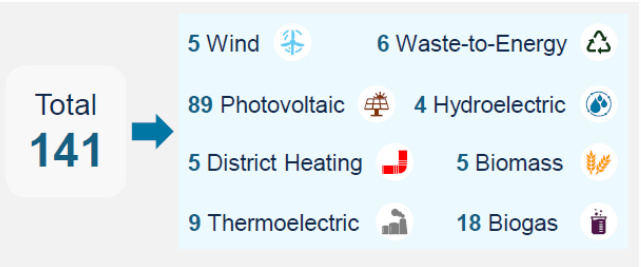 Total
141
5 Wind
6 Waste-to-Energy
89 Photovoltaic
4 Hydroelectric
5 District Heating
5 Biomass
9 Thermoelectric
18 Biogas